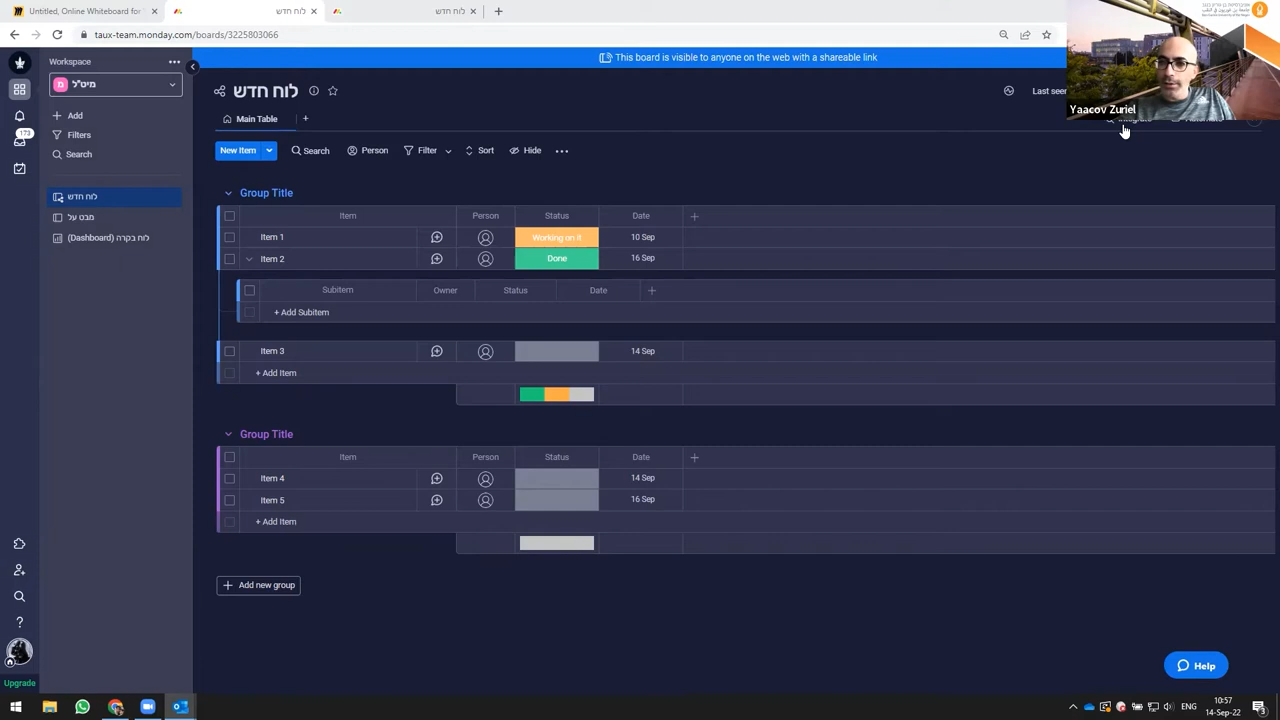 Untitled, Online Whiteboard for
לוח חדש
לוח חדש
taux-team.monday.com/boards/3225803066
Workspace
This board is visible to anyone on the web with a shareable link
מ
מיט"ל
לוח חדש
Last seen
Yaacov Zuriel
Integrate
Add
Main Table
173
Filters
Search
New Item
Search
Person
Filter
Sort
Hide
לוח חדש
מבט על
לוח בקרה (Dashboard)
Group Title
Item
Person
Status
Date
Item 1
Working on it
10 Sep
Item 2
Done
16 Sep
Subitem
Owner
Status
Date
+ Add Subitem
Item 3
14 Sep
+ Add Item
Group Title
Item
Person
Status
Date
Item 4
14 Sep
Item 5
16 Sep
+ Add Item
Add new group
Help
Upgrade
ENG
10:57
14-Sep-22